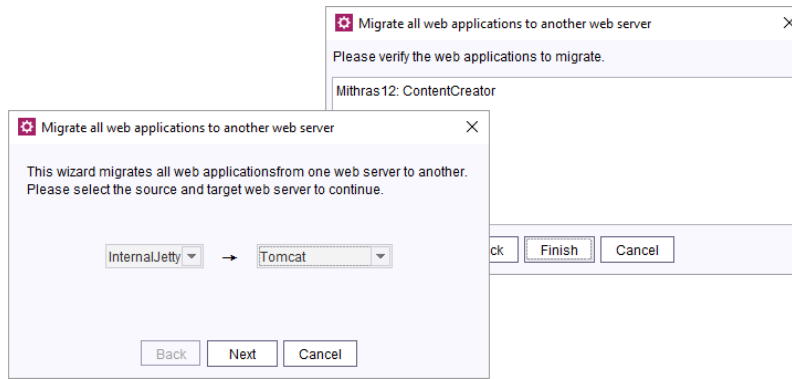 Migrate all web applications to another web server
Please verify the web applications to migrate.
Mithras12: ContentCreator
ck
Finish
Cancel
Migrate all web applications to another web server
This wizard migrates all web applicationsfrom one web server to another.
Please select the source and target web server to continue.
InternalJetty → Tomcat
Back
Next
Cancel